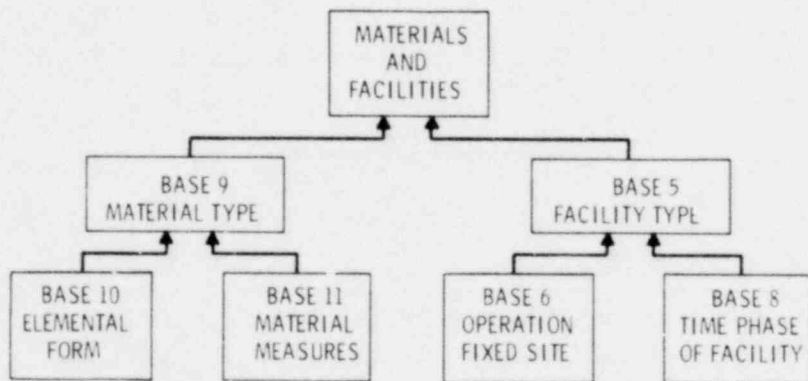 MATERIALS
AND
FACILITIES
BASE 9
MATERIAL TYPE
BASE 5
FACILITY TYPE
BASE 10
ELEMENTAL
FORM
BASE 11
MATERIAL
MEASURES
BASE 6
OPERATION
FIXED SITE
BASE 8
TIME PHASE
OF FACILITY